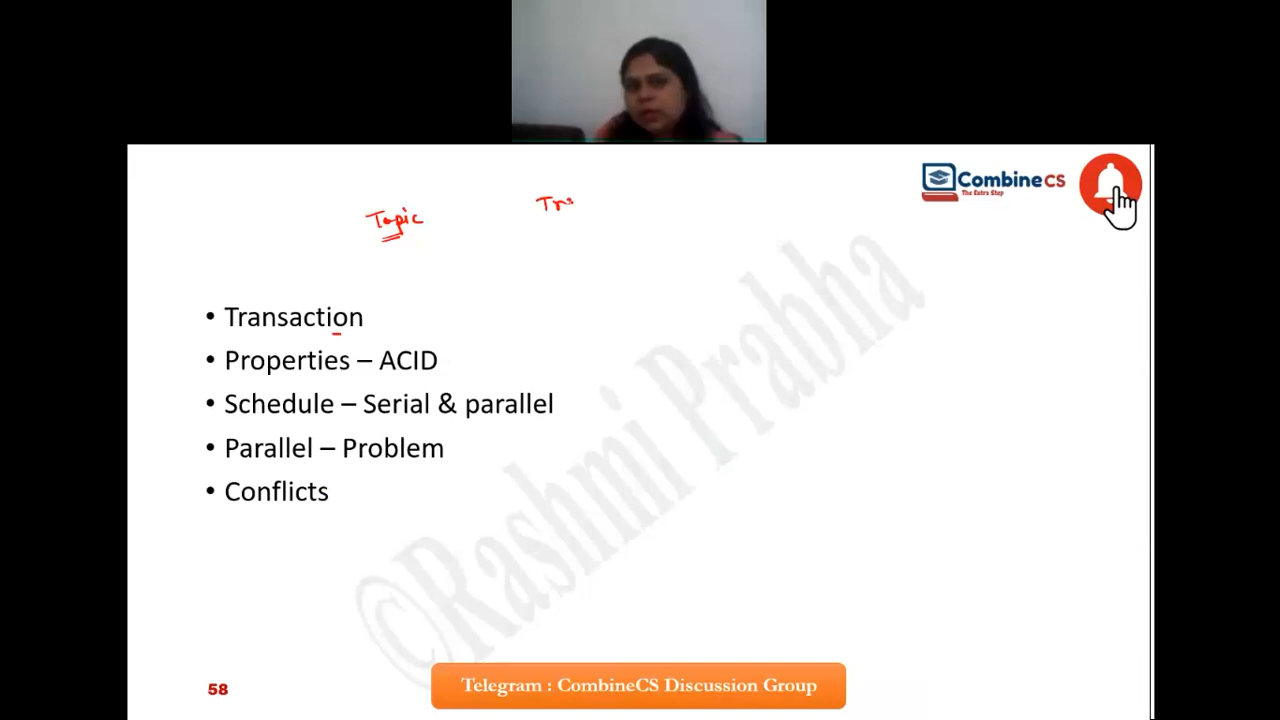 CombineCS
The Extra Step
Topic
• Transaction
• Properties – ACID
• Schedule – Serial & parallel
• Parallel – Problem
• Conflicts
©Rashmi Prabha
58
Telegram : CombineCS Discussion Group